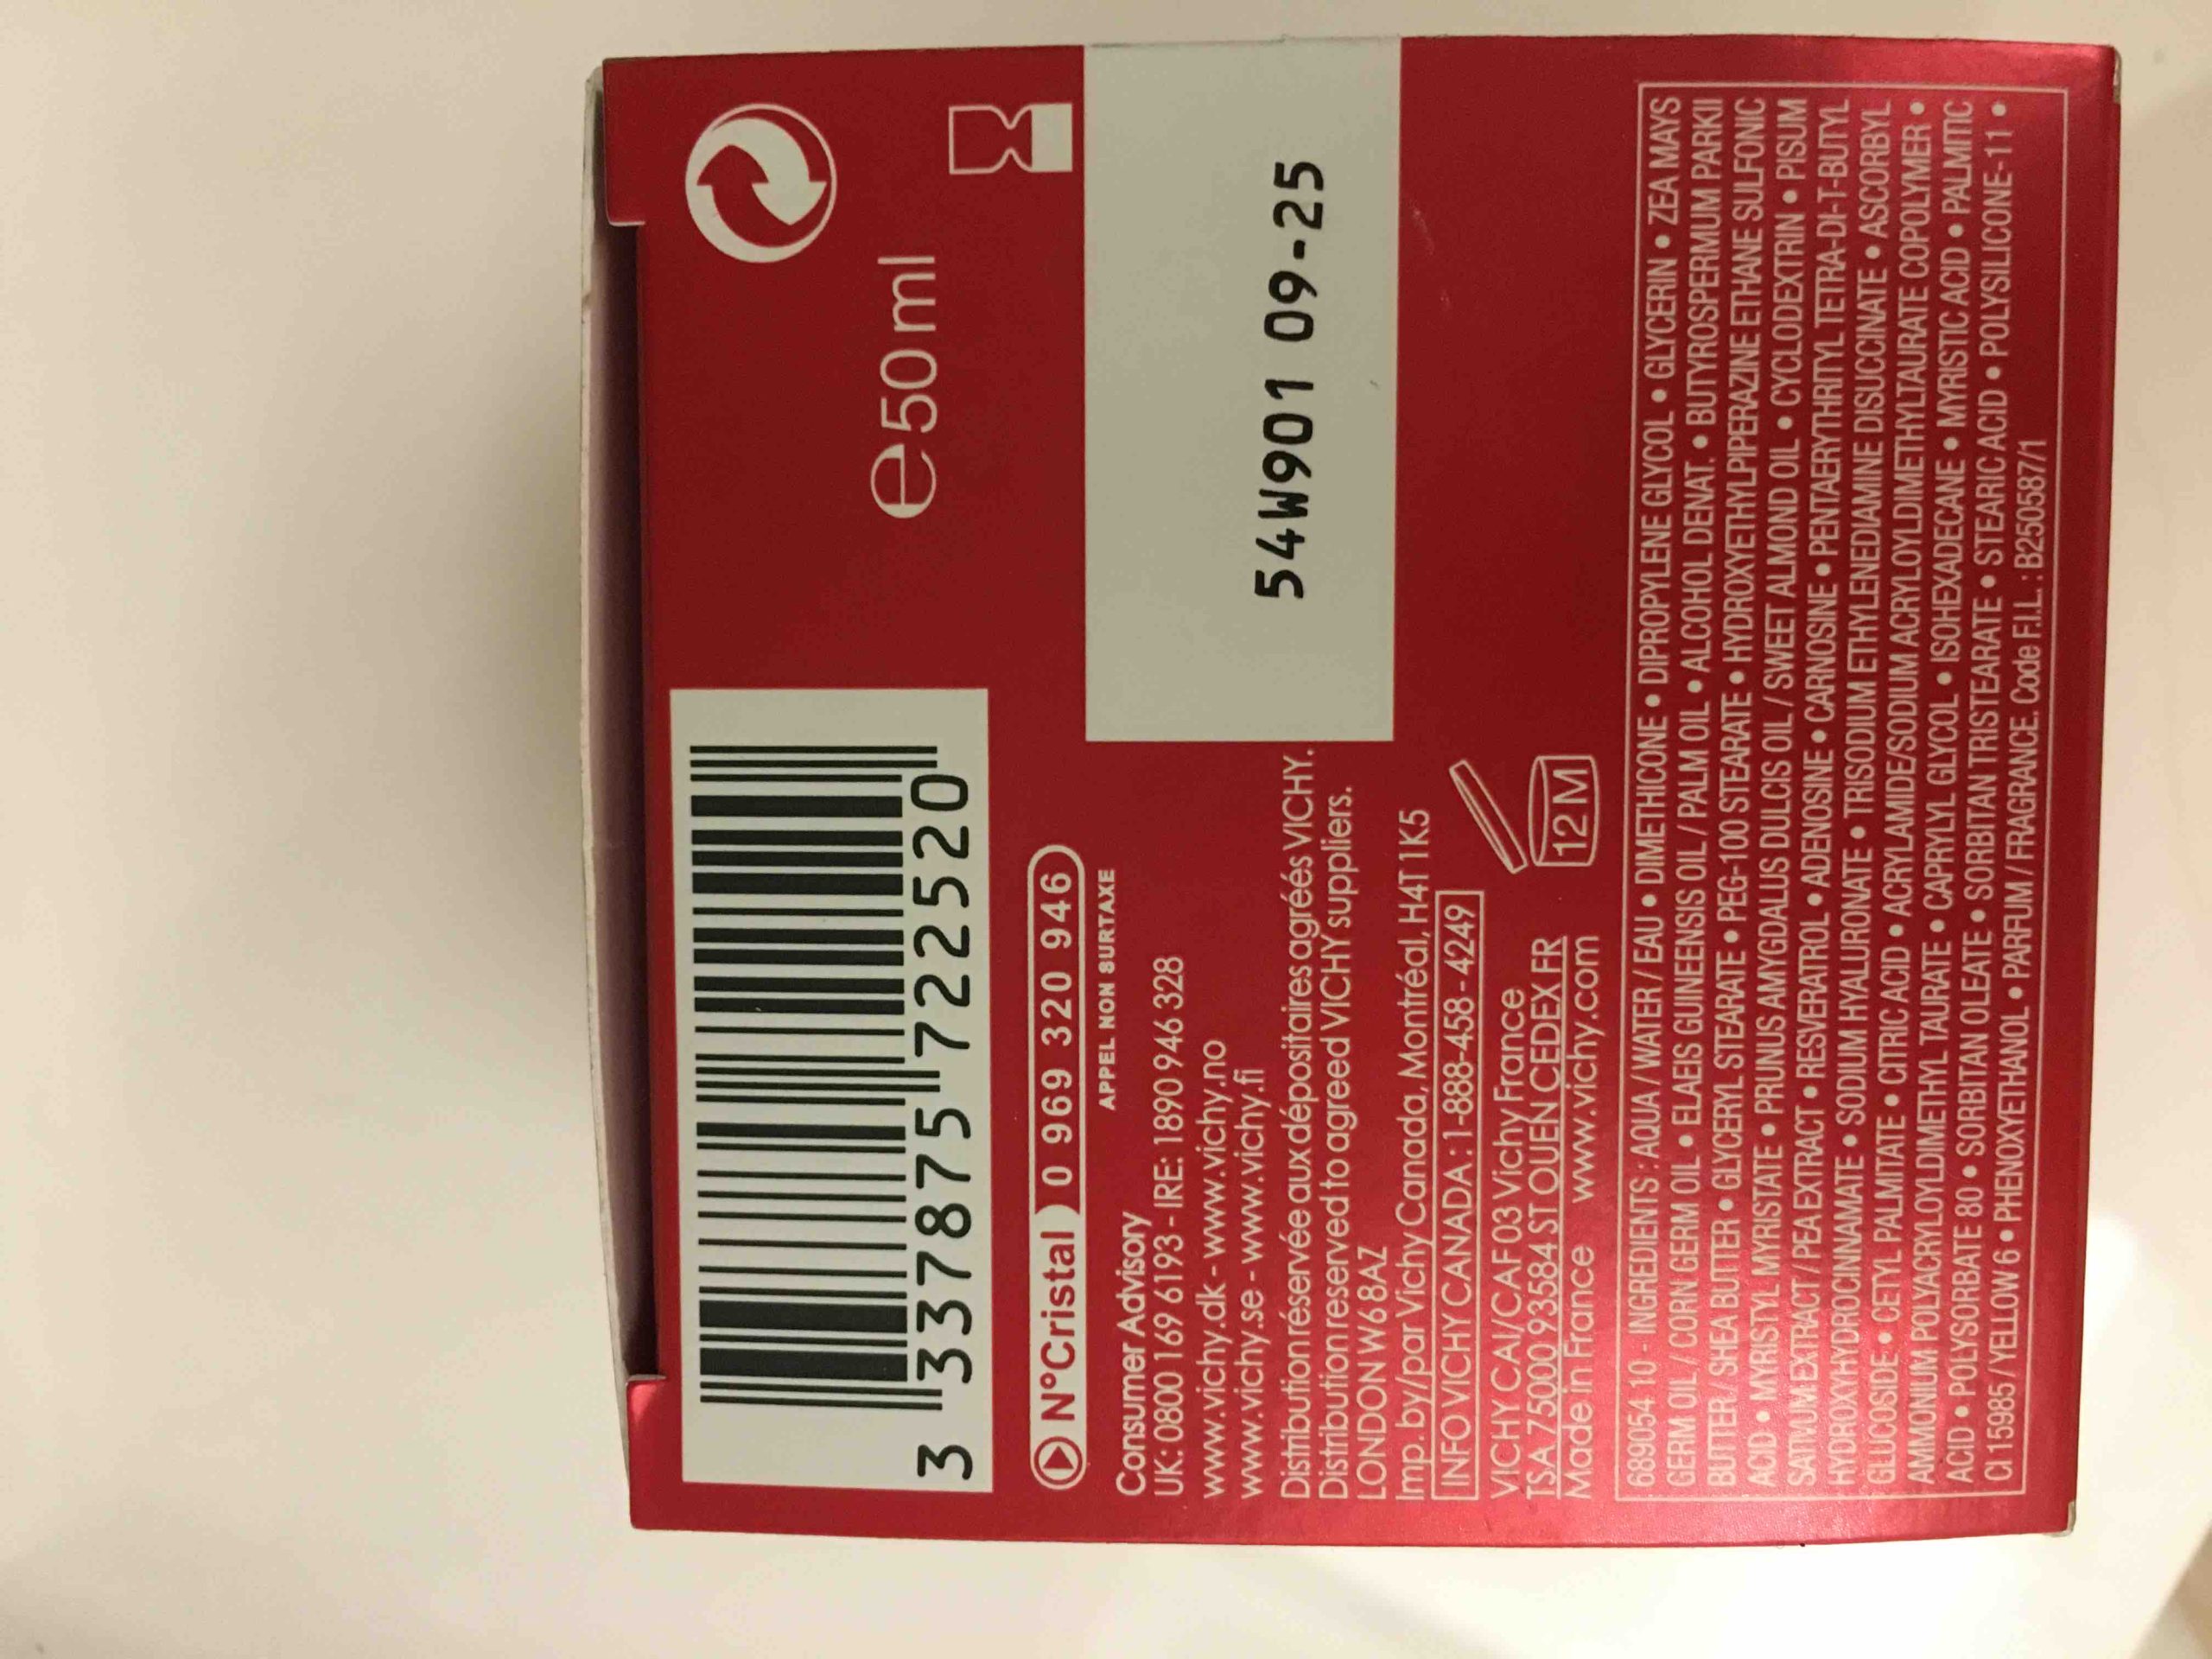 3 337875 722520
e 50 ml
N°Cristal 0 969 320 946
APPEL NON SURTAXE
Consumer Advisory
UK: 0800 169 6193 - IRE: 1890 946 328
www.vichy.dk - www.vichy.no
www.vichy.se - www.vichy.fi
Distribution réservée aux dépositaires agréés VICHY.
Distribution reserved to agreed VICHY suppliers.
LONDON W6 8AZ
Imp. by/par Vichy Canada, Montréal, H4T 1K5
INFO VICHY CANADA : 1-888-458-4249
VICHY CAI/CAF 03 Vichy France
TSA 75000 93584 ST OUEN CEDEX FR
Made in France www.vichy.com
12 M
54W901 09-25
689054 10 - INGREDIENTS : AQUA / WATER / EAU • DIMETHICONE • DIPROPYLENE GLYCOL • GLYCERIN • ZEA MAYS
GERM OIL / CORN GERM OIL • ELAEIS GUINEENSIS OIL / PALM OIL • ALCOHOL DENAT. • BUTYROSPERMUM PARKII
BUTTER / SHEA BUTTER • GLYCERYL STEARATE • PEG-100 STEARATE • HYDROXYETHYLPIPERAZINE ETHANE SULFONIC
ACID • MYRISTYL MYRISTATE • PRUNUS AMYGDALUS DULCIS OIL / SWEET ALMOND OIL • CYCLODEXTRIN • PISUM
SATIVUM EXTRACT / PEA EXTRACT • RESVERATROL • ADENOSINE • CARNOSINE • PENTAERYTHRITYL TETRA-DI-T-BUTYL
HYDROXYHYDROCINNAMATE • SODIUM HYALURONATE • TRISODIUM ETHYLENEDIAMINE DISUCCINATE • ASCORBYL
GLUCOSIDE • CETYL PALMITATE • CITRIC ACID • ACRYLAMIDE/SODIUM ACRYLOYLDIMETHYLTAURATE COPOLYMER •
AMMONIUM POLYACRYLOYLDIMETHYL TAURATE • CAPRYLYL GLYCOL • ISOHEXADECANE • MYRISTIC ACID • PALMITIC
ACID • POLYSORBATE 80 • SORBITAN OLEATE • SORBITAN TRISTEARATE • STEARIC ACID • POLYSILICONE-11 •
CI 15985 / YELLOW 6 • PHENOXYETHANOL • PARFUM / FRAGRANCE. Code F.I.L. : B250587/1